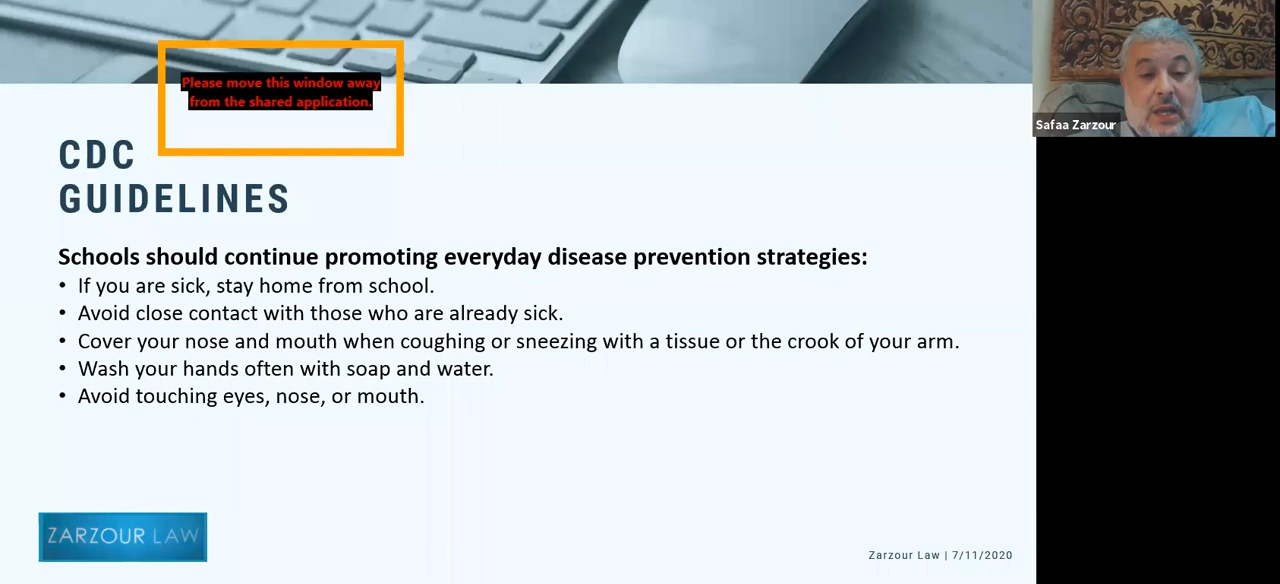 Please move this window away
from the shared application.
Safaa Zarzour
CDC
GUIDELINES
Schools should continue promoting everyday disease prevention strategies:
• If you are sick, stay home from school.
• Avoid close contact with those who are already sick.
• Cover your nose and mouth when coughing or sneezing with a tissue or the crook of your arm.
• Wash your hands often with soap and water.
• Avoid touching eyes, nose, or mouth.
ZARZOUR LAW
Zarzour Law | 7/11/2020